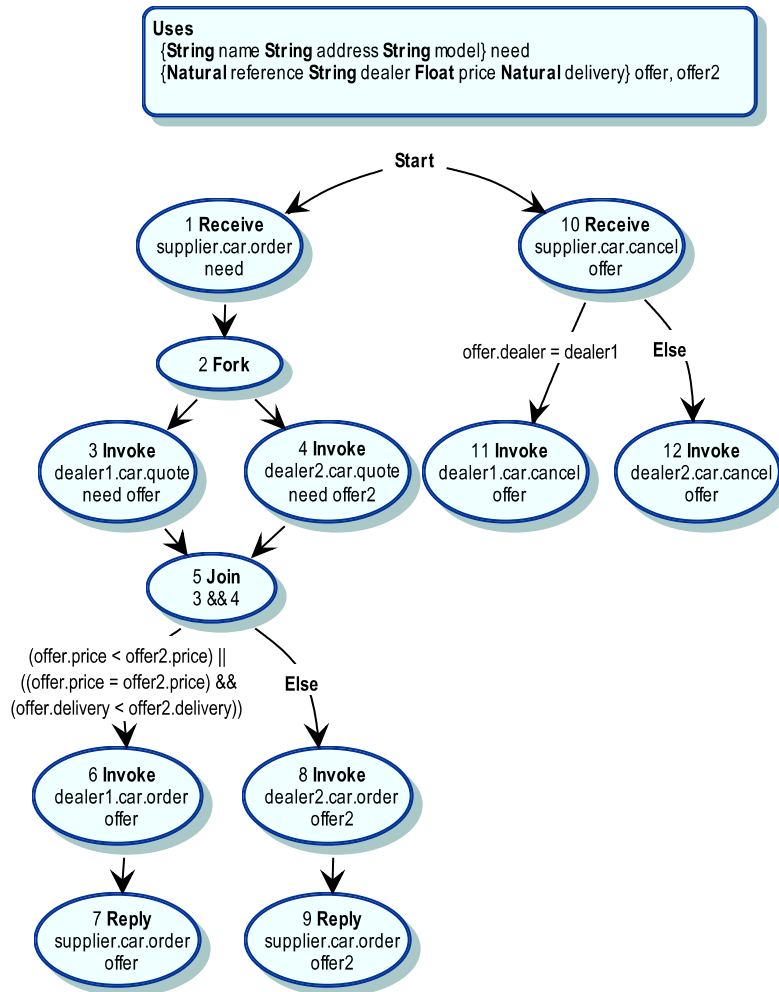 Uses
{String name String address String model} need
{Natural reference String dealer Float price Natural delivery} offer, offer2
Start
1 Receive
supplier.car.order
need
10 Receive
supplier.car.cancel
offer
2 Fork
offer.dealer = dealer1
Else
3 Invoke
dealer1.car.quote
need offer
4 Invoke
dealer2.car.quote
need offer2
11 Invoke
dealer1.car.cancel
offer
12 Invoke
dealer2.car.cancel
offer
5 Join
3 && 4
(offer.price < offer2.price) ||
((offer.price = offer2.price) &&
(offer.delivery < offer2.delivery))
Else
6 Invoke
dealer1.car.order
offer
8 Invoke
dealer2.car.order
offer2
7 Reply
supplier.car.order
offer
9 Reply
supplier.car.order
offer2